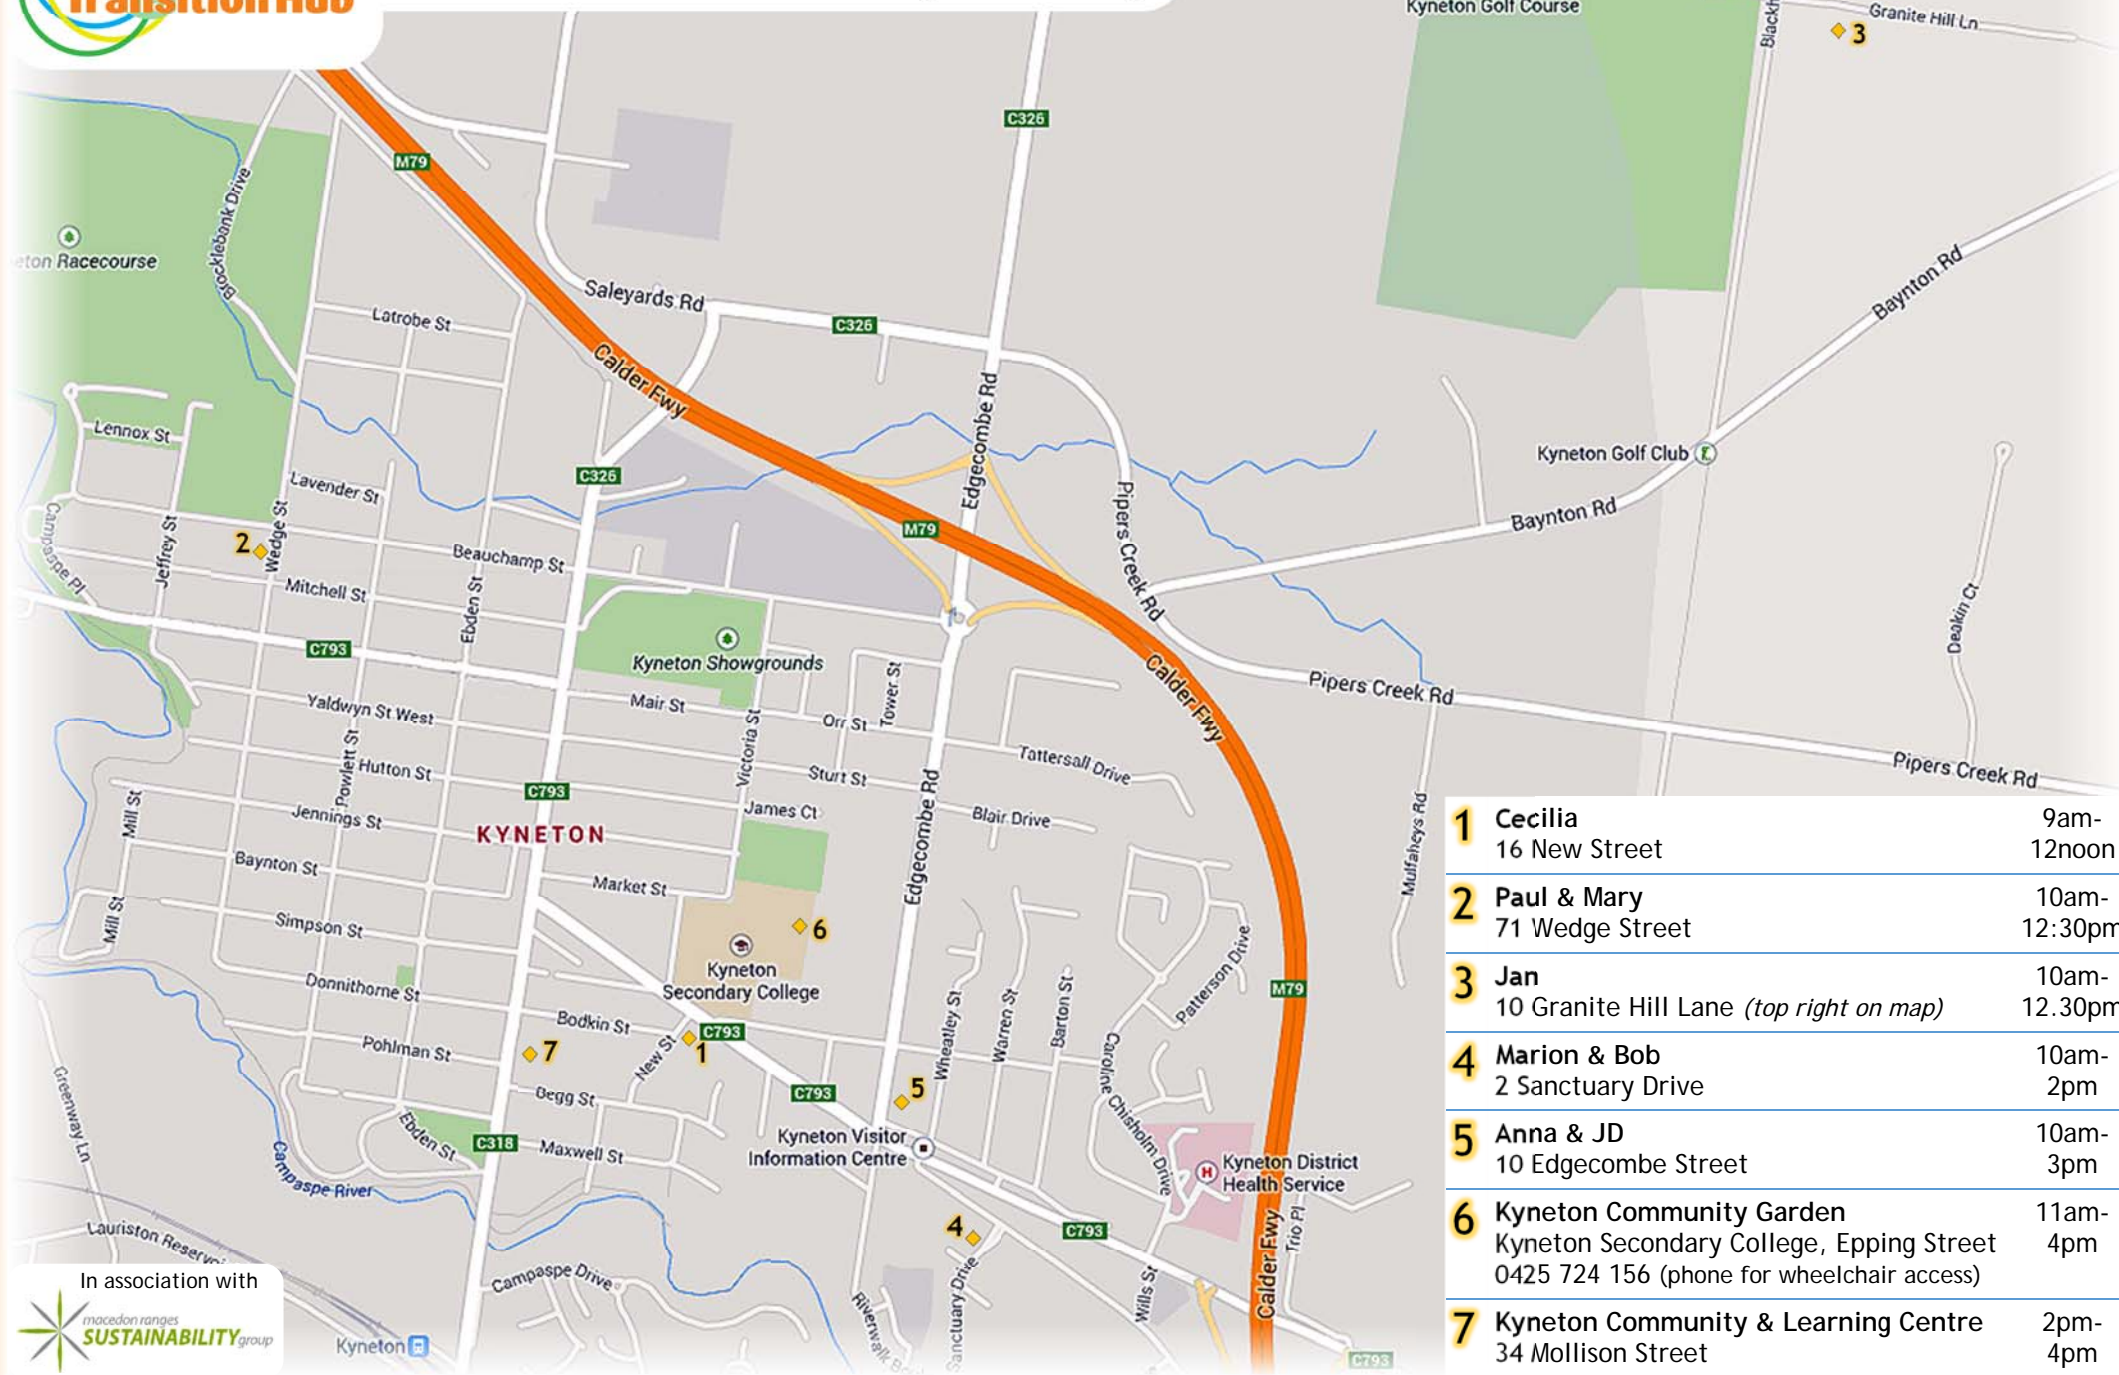 Transition Hub
Kyneton Golf Course
Granite Hill Ln
3
C326
M79
Brocklebank Drive
eton Racecourse
Saleyards Rd
C326
Latrobe St
Calder Fwy
Edgecombe Rd
Baynton Rd
Lennox St
Kyneton Golf Club
C326
Lavender St
Campaspe Pl
Jeffrey St
2
Wedge St
M79
Pipers Creek Rd
Baynton Rd
Beauchamp St
Mitchell St
Ebden St
Deakin Ct
C793
Kyneton Showgrounds
Calder Fwy
Pipers Creek Rd
Yaldwyn St West
Mair St
Orr St
Tower St
Victoria St
Tattersall Drive
Powlett St
Hutton St
Sturt St
Pipers Creek Rd
C793
Edgecombe Rd
Mill St
Jennings St
KYNETON
James Ct
Blair Drive
Mulfaheys Rd
Baynton St
Market St
Mill St
Simpson St
6
Kyneton
Secondary College
Patterson Drive
Donnithorne St
M79
Wheatley St
Warren St
Barton St
Bodkin St
C793
Pohlman St
7
New St
1
Caroline Chisholm Drive
Greenway Ln
Begg St
C793
5
Ebden St
C318
Maxwell St
Kyneton Visitor
Information Centre
H
Kyneton District
Health Service
Campaspe River
4
C793
Calder Fwy
Trio Pl
Lauriston Reservoi
Campaspe Drive
Riverwalk
Sanctuary Drive
Wills St
Kyneton
C793
In association with
macedon ranges
SUSTAINABILITY group
1 Cecilia 9am-
16 New Street 12noon
2 Paul & Mary 10am-
71 Wedge Street 12:30pm
3 Jan 10am-
10 Granite Hill Lane (top right on map) 12.30pm
4 Marion & Bob 10am-
2 Sanctuary Drive 2pm
5 Anna & JD 10am-
10 Edgecombe Street 3pm
6 Kyneton Community Garden 11am-
Kyneton Secondary College, Epping Street 4pm
0425 724 156 (phone for wheelchair access)
7 Kyneton Community & Learning Centre 2pm-
34 Mollison Street 4pm